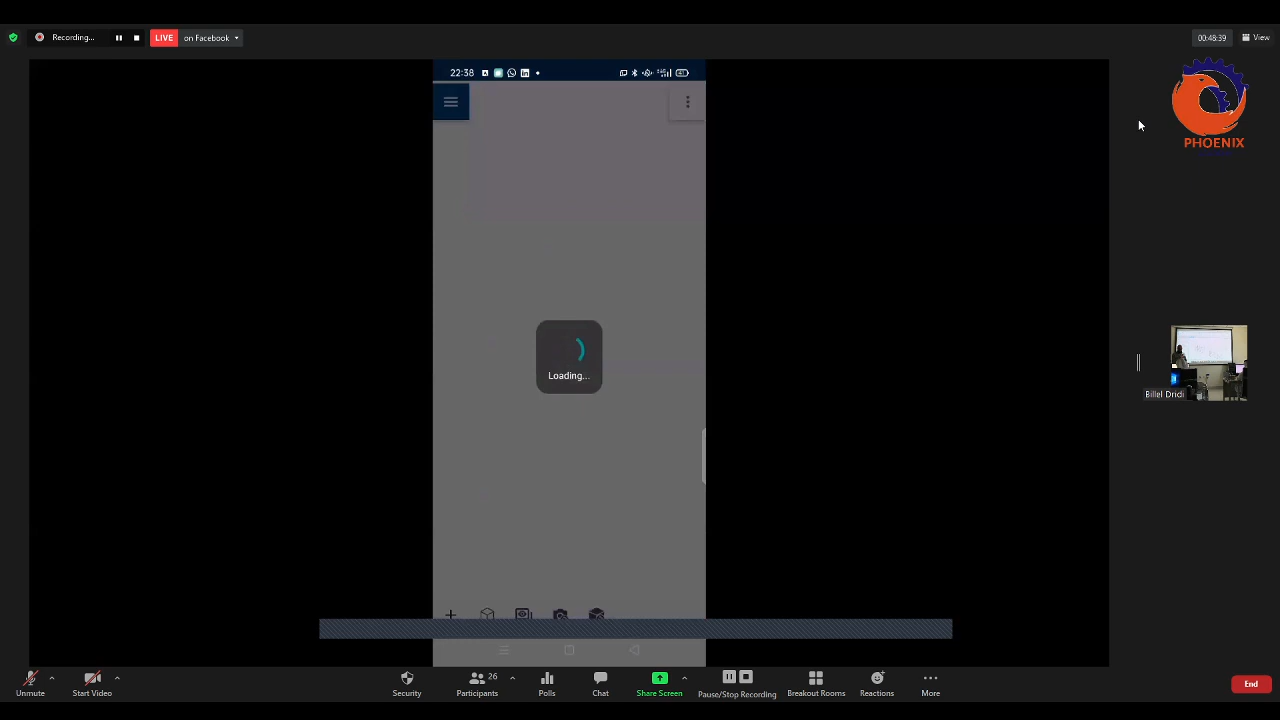 Recording...
LIVE on Facebook
00:48:39
View
22:38
PHOENIX
Loading...
Billel Dridi
Unmute
Start Video
Security
Participants
26
Polls
Chat
Share Screen
Pause/Stop Recording
Breakout Rooms
Reactions
More
End